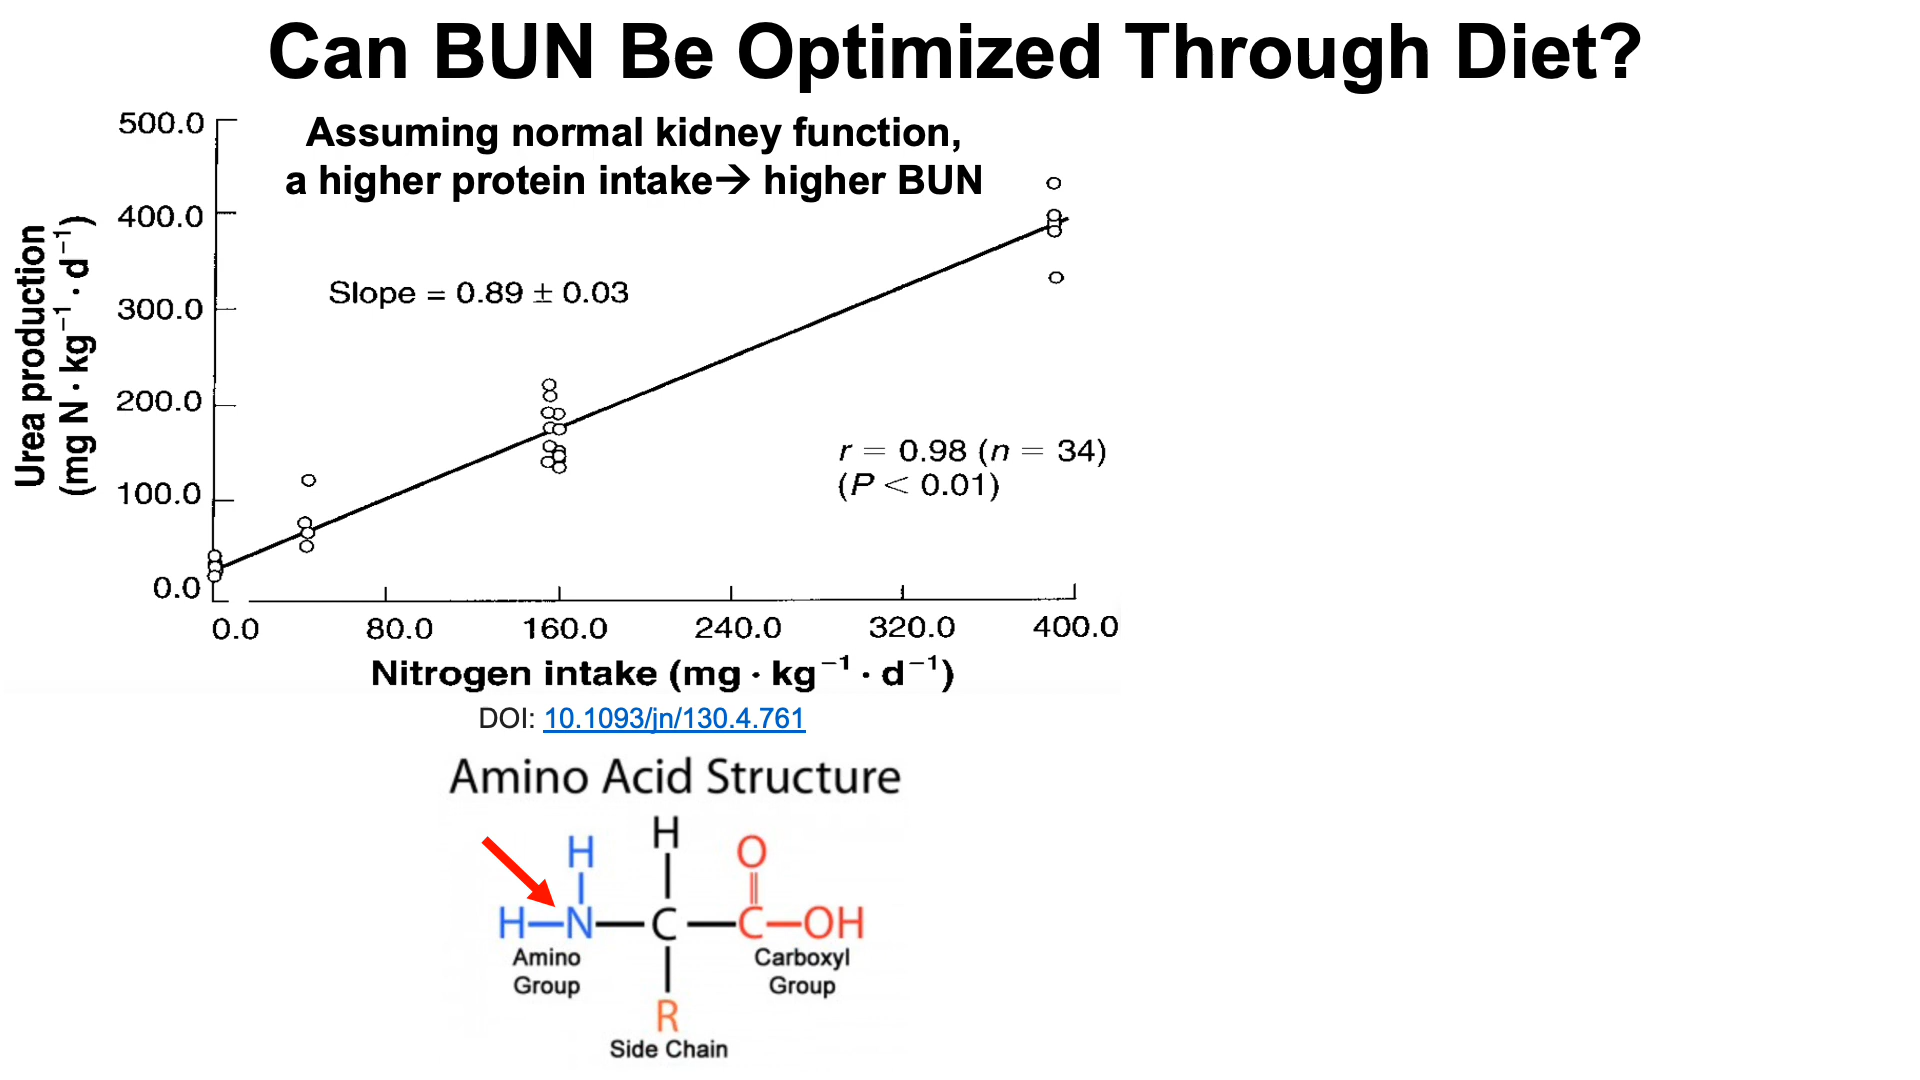 Can BUN Be Optimized Through Diet?
Assuming normal kidney function,
a higher protein intake→ higher BUN
Urea production
(mg N · kg⁻¹ · d⁻¹)
500.0
400.0
300.0
200.0
100.0
0.0
Slope = 0.89 ± 0.03
r = 0.98 (n = 34)
(P < 0.01)
0.0 80.0 160.0 240.0 320.0 400.0
Nitrogen intake (mg · kg⁻¹ · d⁻¹)
DOI: 10.1093/jn/130.4.761
Amino Acid Structure
H H O
H N C C OH
Amino Group
Carboxyl Group
R
Side Chain